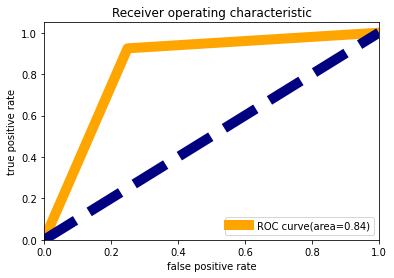 Receiver operating characteristic
true positive rate
1.0
0.8
0.6
0.4
0.2
0.0
ROC curve(area=0.84)
0.0 0.2 0.4 0.6 0.8 1.0
false positive rate